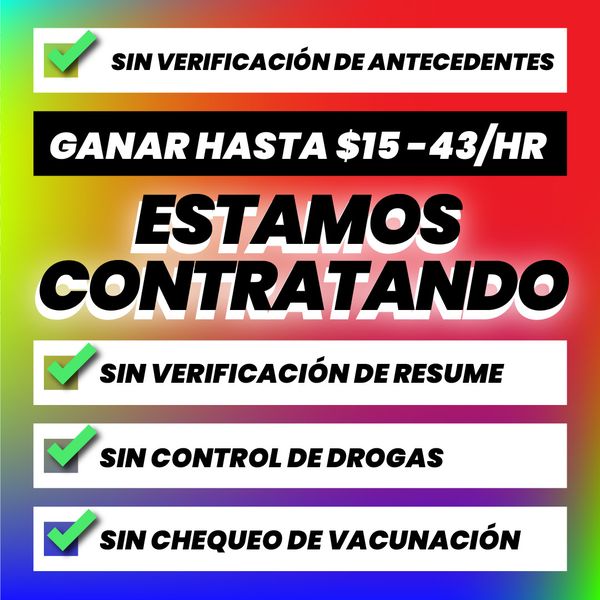 SIN VERIFICACIÓN DE ANTECEDENTES
GANAR HASTA $15 -43/HR
ESTAMOS
CONTRATANDO
SIN VERIFICACIÓN DE RESUME
SIN CONTROL DE DROGAS
SIN CHEQUEO DE VACUNACIÓN